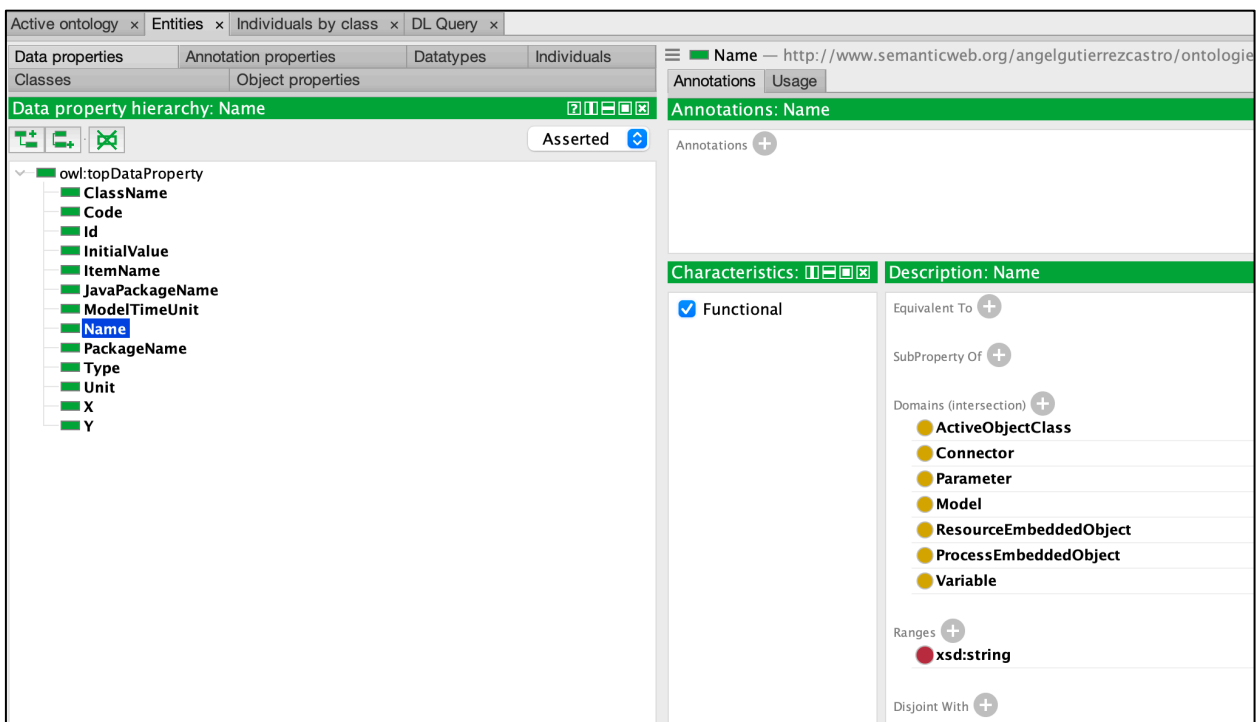 Active ontology × Entities × Individuals by class × DL Query ×
Data properties Annotation properties Datatypes Individuals
Classes Object properties
Data property hierarchy: Name
Asserted
owl:topDataProperty
ClassName
Code
Id
InitialValue
ItemName
JavaPackageName
ModelTimeUnit
Name
PackageName
Type
Unit
X
Y
Name — http://www.semanticweb.org/angelgutierrezcastro/ontologie
Annotations Usage
Annotations: Name
Annotations
Characteristics:
Functional
Description: Name
Equivalent To
SubProperty Of
Domains (intersection)
ActiveObjectClass
Connector
Parameter
Model
ResourceEmbeddedObject
ProcessEmbeddedObject
Variable
Ranges
xsd:string
Disjoint With